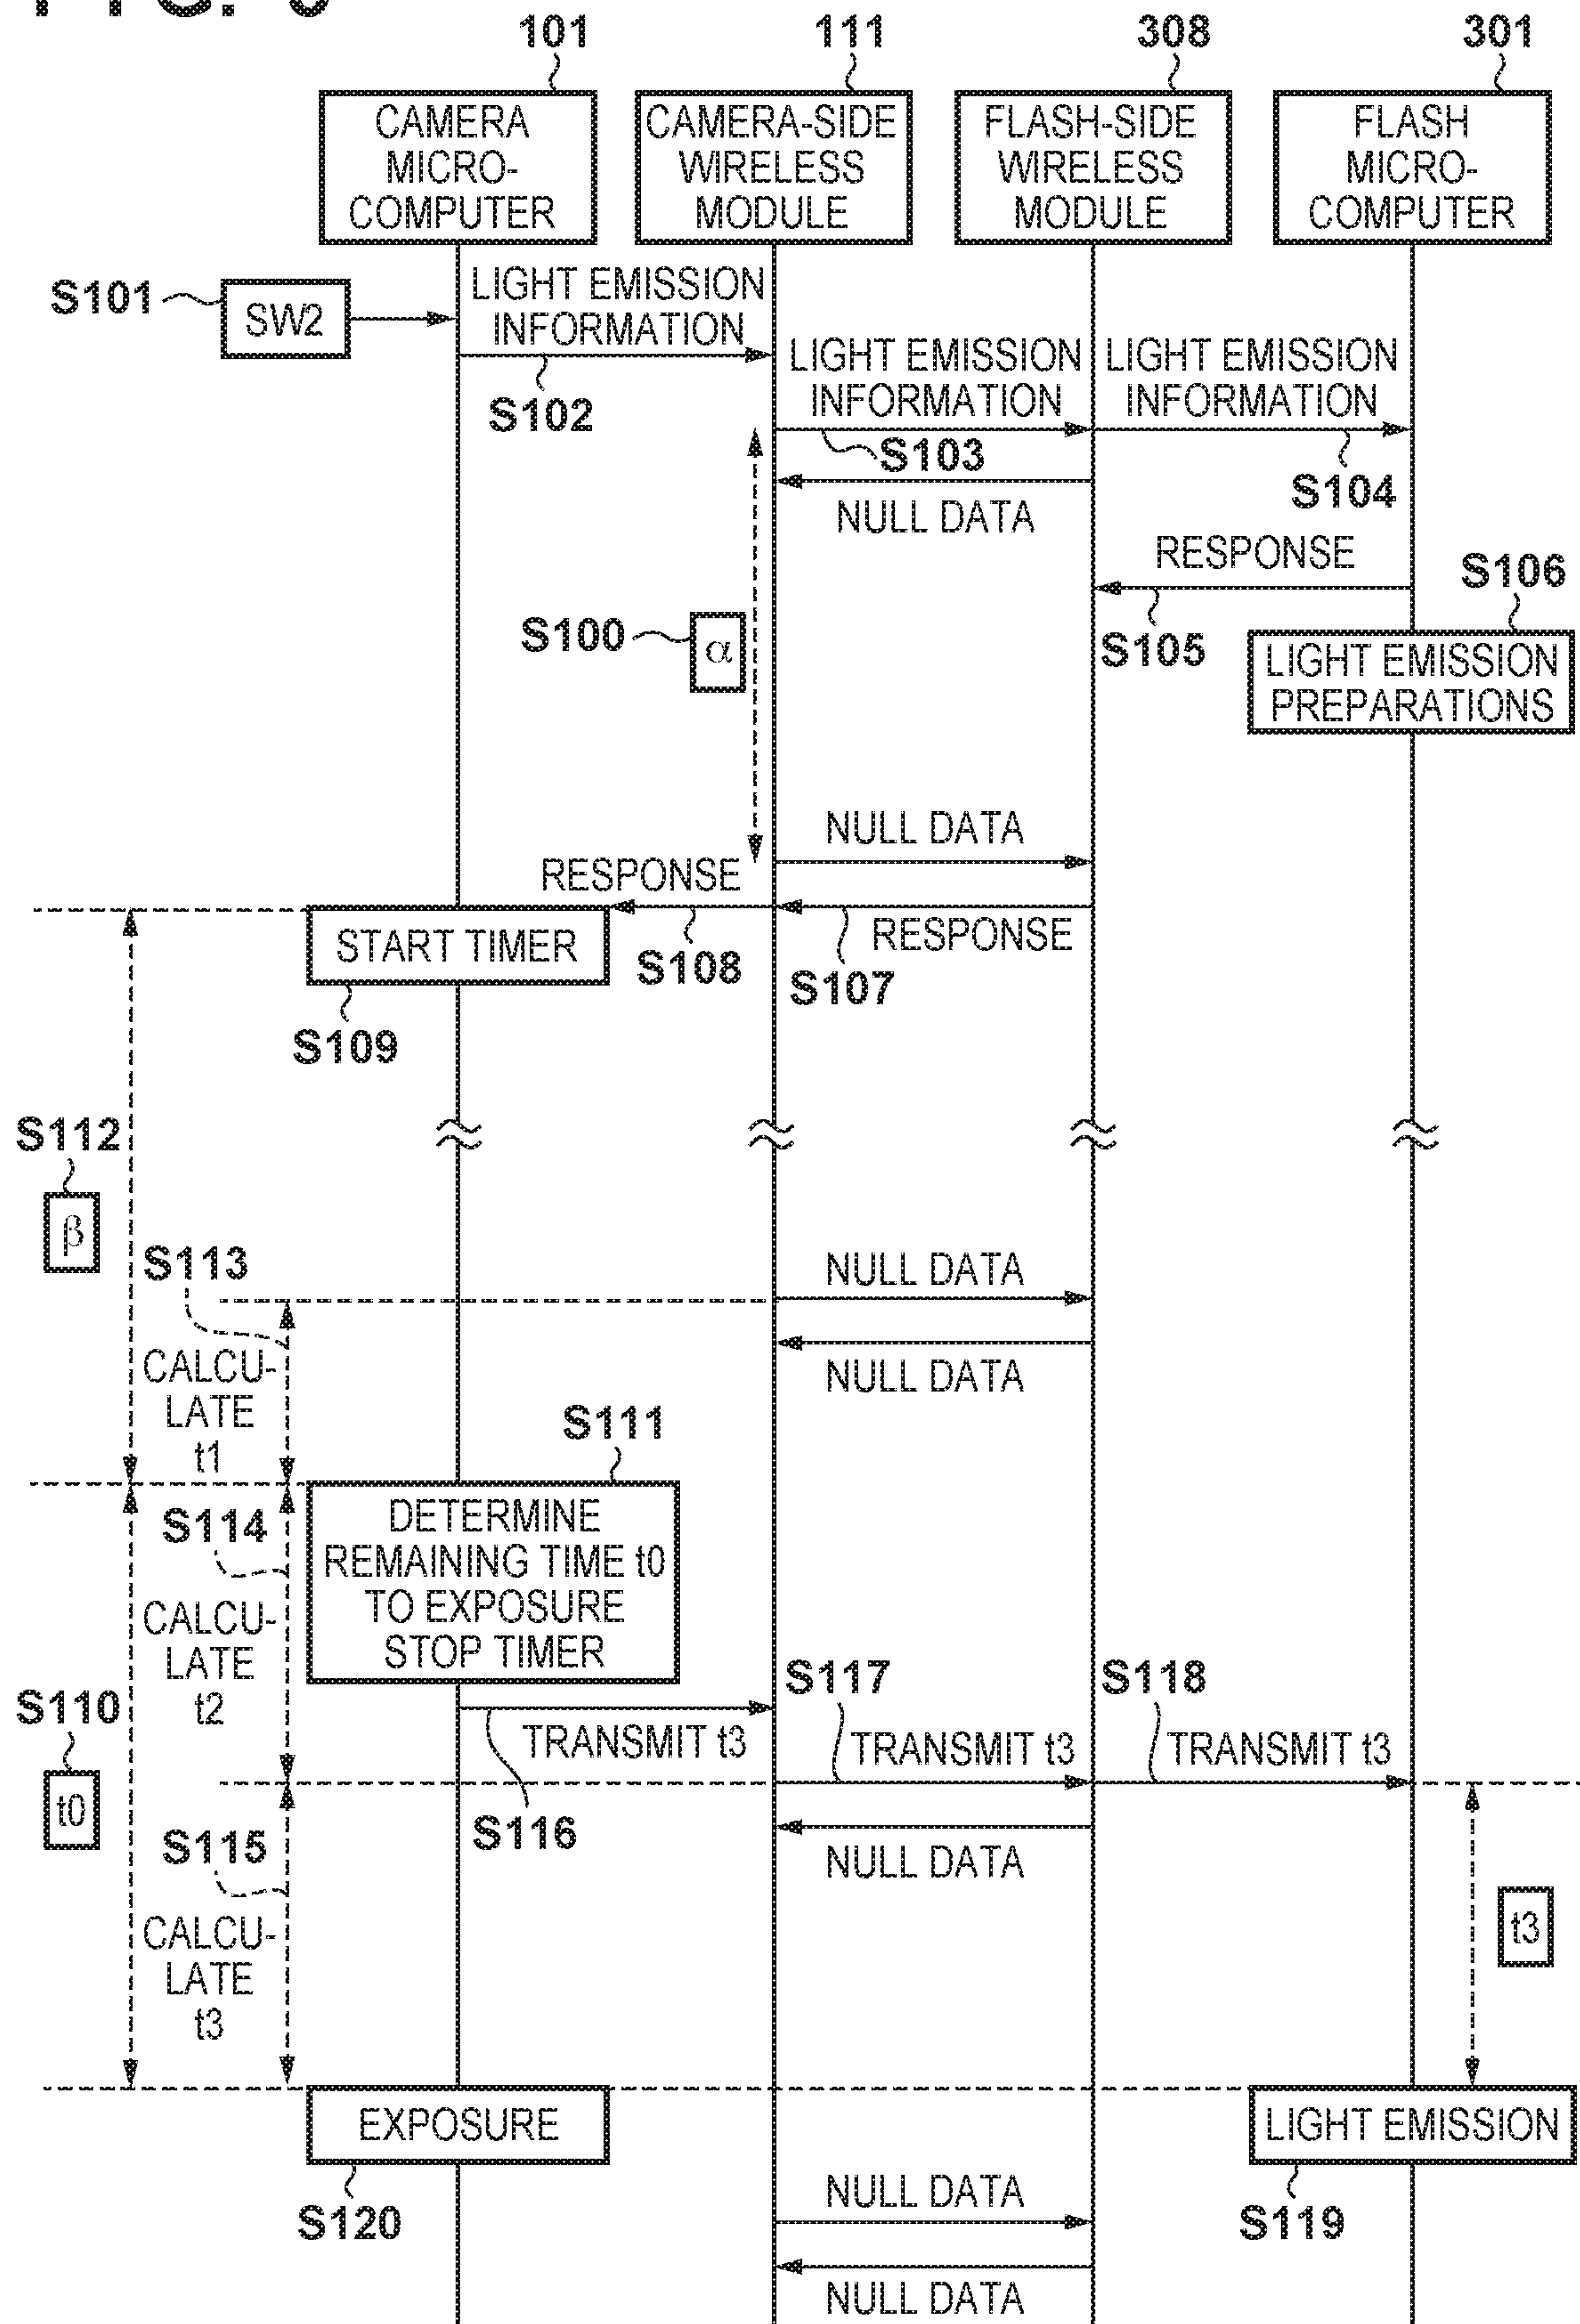 101
111
308
301
CAMERA
MICRO-
COMPUTER
CAMERA-SIDE
WIRELESS
MODULE
FLASH-SIDE
WIRELESS
MODULE
FLASH
MICRO-
COMPUTER
S101
SW2
LIGHT EMISSION
INFORMATION
S102
LIGHT EMISSION
INFORMATION
S103
LIGHT EMISSION
INFORMATION
S104
NULL DATA
RESPONSE
S105
S106
LIGHT EMISSION
PREPARATIONS
S100
α
NULL DATA
RESPONSE
S108
RESPONSE
S107
START TIMER
S109
S112
β
NULL DATA
NULL DATA
S113
CALCU-
LATE
t1
S111
DETERMINE
REMAINING TIME t0
TO EXPOSURE
STOP TIMER
S114
CALCU-
LATE
t2
S110
t0
TRANSMIT t3
S116
S117
TRANSMIT t3
S118
TRANSMIT t3
NULL DATA
S115
CALCU-
LATE
t3
t3
EXPOSURE
S120
LIGHT EMISSION
S119
NULL DATA
NULL DATA